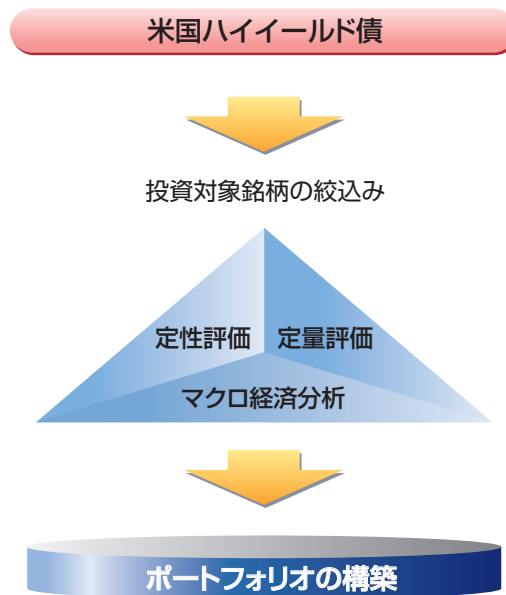 米国ハイイールド債
投資対象銘柄の絞込み
定性評価 定量評価
マクロ経済分析
ポートフォリオの構築